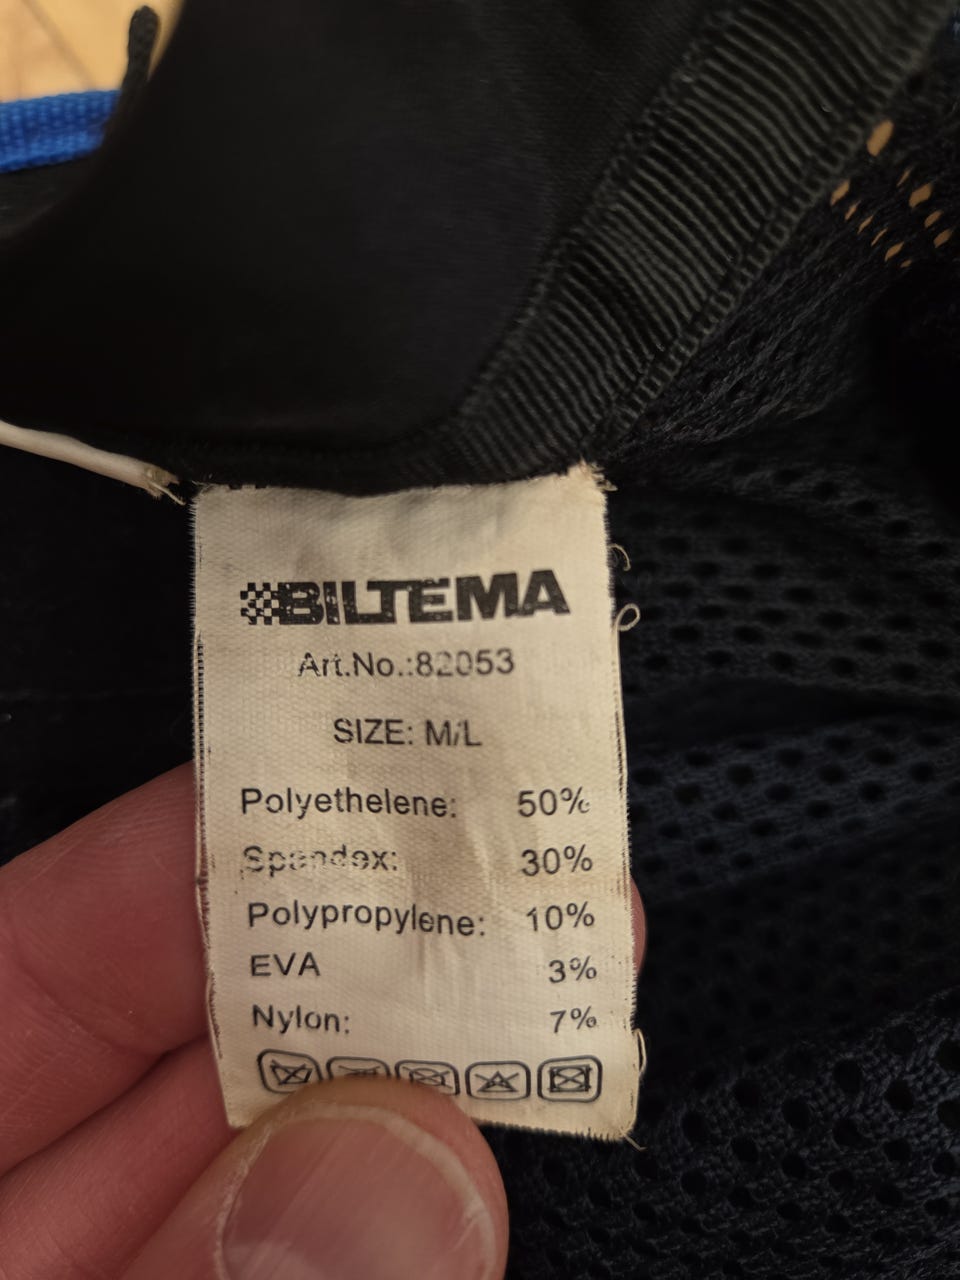 BILTEMA
Art.No.:82053
SIZE: M/L
Polyethelene: 50%
Spandex: 30%
Polypropylene: 10%
EVA 3%
Nylon: 7%